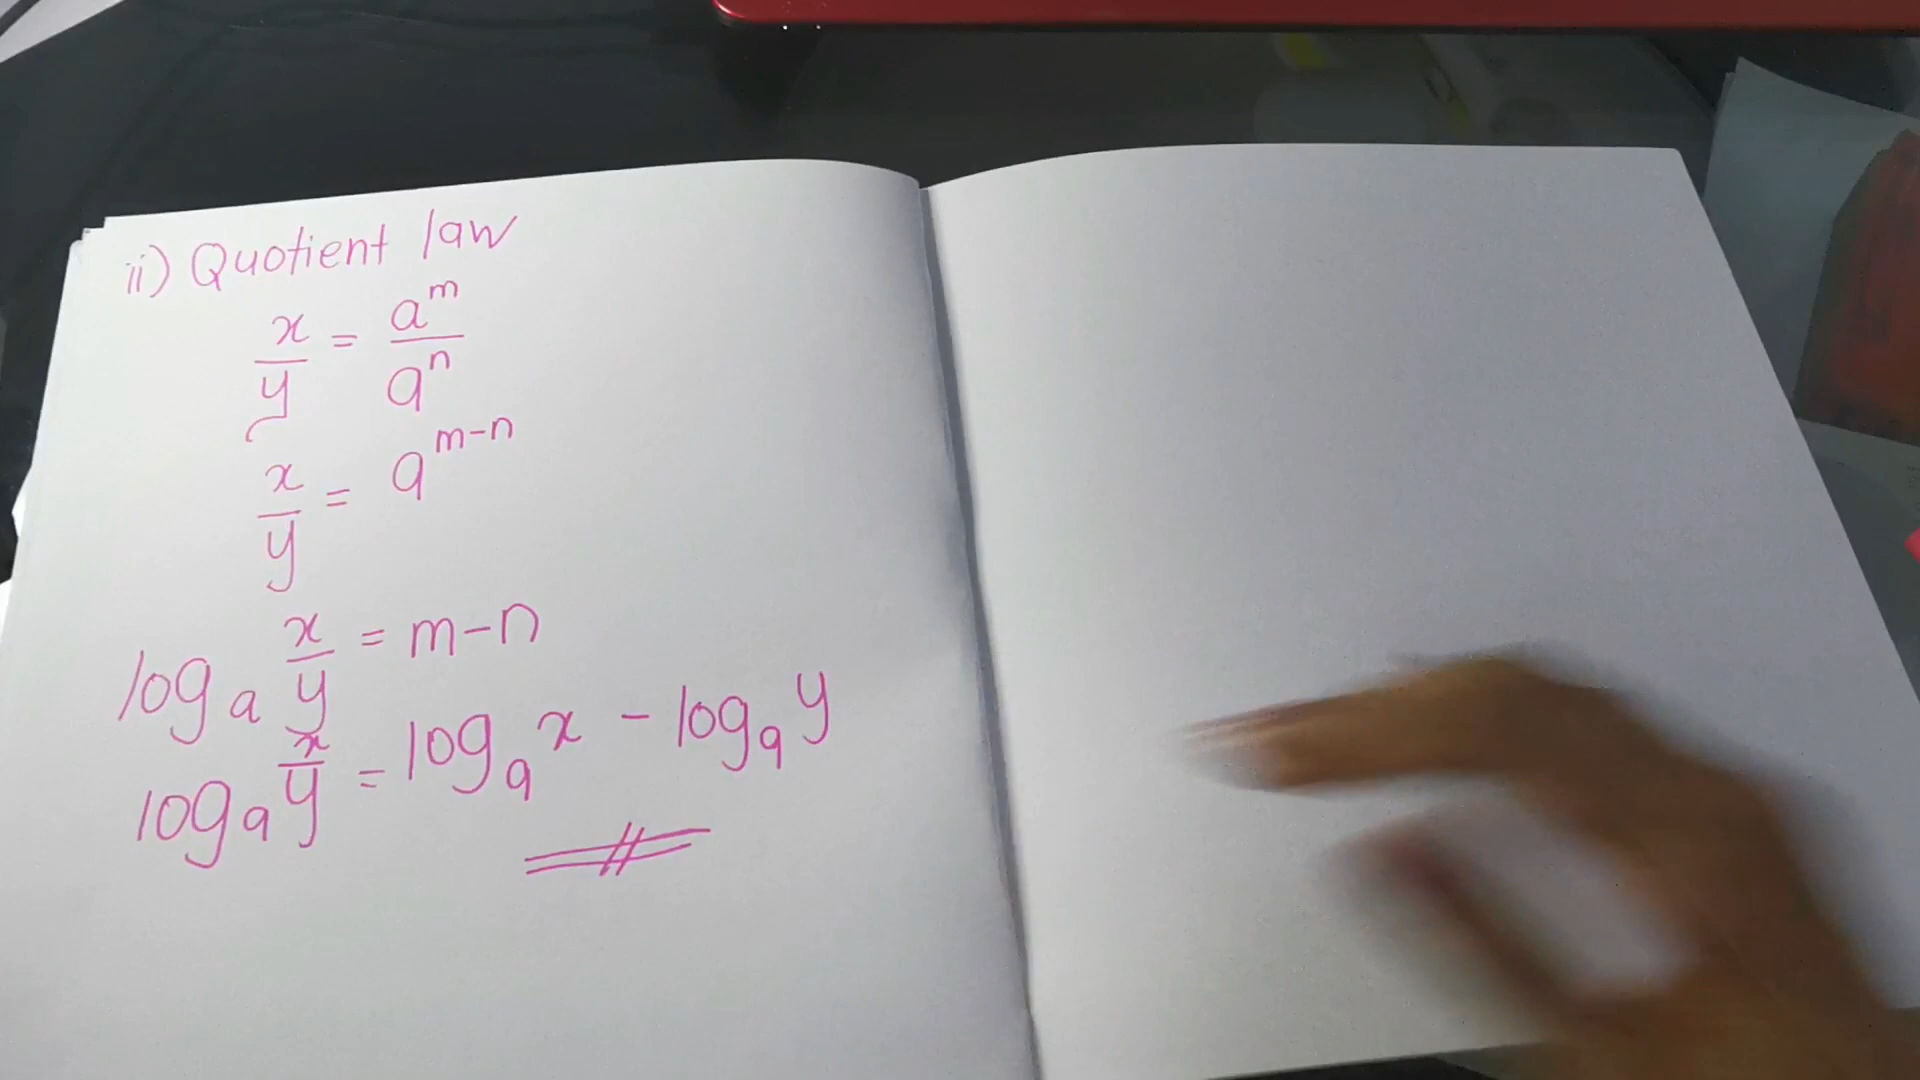 ii) Quotient law
x/y = a^m/a^n
x/y = a^(m-n)
log_a x/y = m-n
log_a x/y = log_a x - log_a y